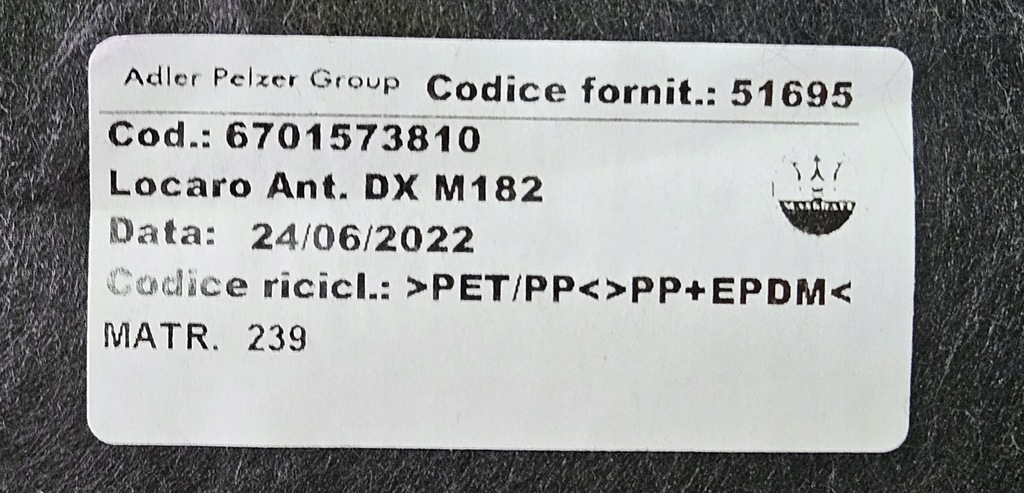 Adler Pelzer Group Codice fornit.: 51695
Cod.: 6701573810
Locaro Ant. DX M182
MASERATI
Data: 24/06/2022
Codice ricicl.: >PET/PP<>PP+EPDM<
MATR. 239